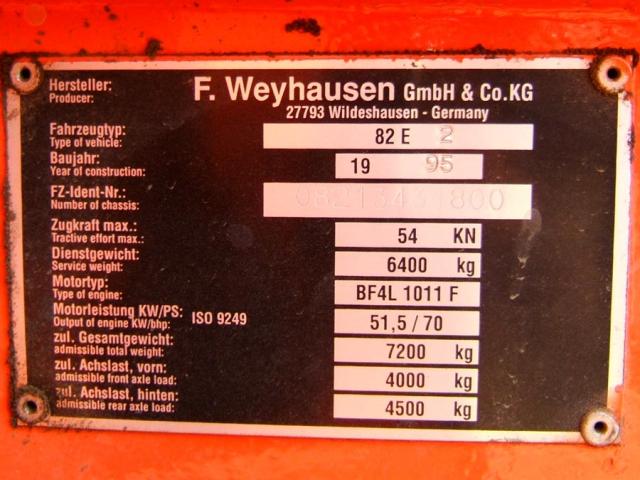 Hersteller: F. Weyhausen GmbH & Co.KG
Producer: 27793 Wildeshausen - Germany
Fahrzeugtyp: 82 E 2
Type of vehicle:
Baujahr: 19 95
Year of construction:
FZ-Ident-Nr.:
Number of chassis:
Zugkraft max.: 54 KN
Tractive effort max.:
Dienstgewicht: 6400 kg
Service weight:
Motortyp: BF4L 1011 F
Type of engine:
Motorleistung KW/PS: ISO 9249 51,5 / 70
Output of engine KW/bhp:
zul. Gesamtgewicht: 7200 kg
admissible total weight:
zul. Achslast, vorn: 4000 kg
admissible front axle load:
zul. Achslast, hinten: 4500 kg
admissible rear axle load: